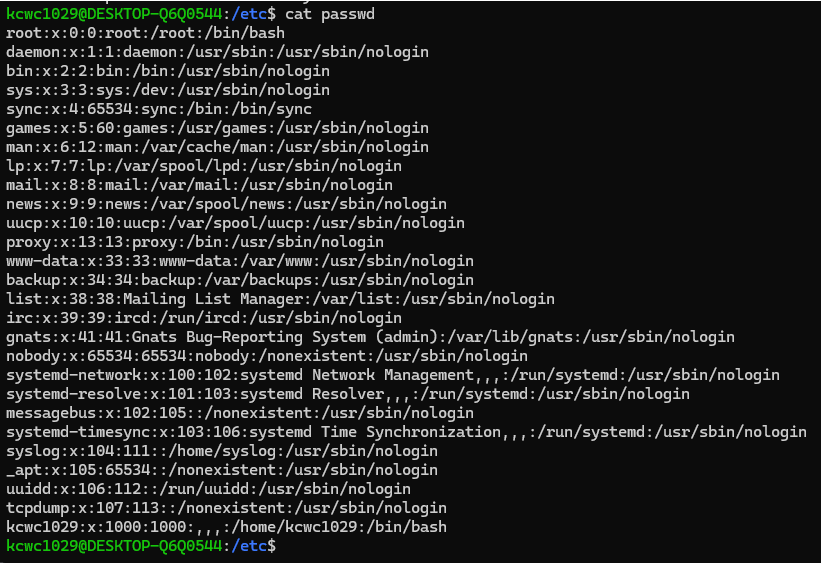 kcwc1029@DESKTOP-Q6Q0544:/etc$ cat passwd
root:x:0:0:root:/root:/bin/bash
daemon:x:1:1:daemon:/usr/sbin:/usr/sbin/nologin
bin:x:2:2:bin:/bin:/usr/sbin/nologin
sys:x:3:3:sys:/dev:/usr/sbin/nologin
sync:x:4:65534:sync:/bin:/bin/sync
games:x:5:60:games:/usr/games:/usr/sbin/nologin
man:x:6:12:man:/var/cache/man:/usr/sbin/nologin
lp:x:7:7:lp:/var/spool/lpd:/usr/sbin/nologin
mail:x:8:8:mail:/var/mail:/usr/sbin/nologin
news:x:9:9:news:/var/spool/news:/usr/sbin/nologin
uucp:x:10:10:uucp:/var/spool/uucp:/usr/sbin/nologin
proxy:x:13:13:proxy:/bin:/usr/sbin/nologin
www-data:x:33:33:www-data:/var/www:/usr/sbin/nologin
backup:x:34:34:backup:/var/backups:/usr/sbin/nologin
list:x:38:38:Mailing List Manager:/var/list:/usr/sbin/nologin
irc:x:39:39:ircd:/run/ircd:/usr/sbin/nologin
gnats:x:41:41:Gnats Bug-Reporting System (admin):/var/lib/gnats:/usr/sbin/nologin
nobody:x:65534:65534:nobody:/nonexistent:/usr/sbin/nologin
systemd-network:x:100:102:systemd Network Management,,,:/run/systemd:/usr/sbin/nologin
systemd-resolve:x:101:103:systemd Resolver,,,:/run/systemd:/usr/sbin/nologin
messagebus:x:102:105::/nonexistent:/usr/sbin/nologin
systemd-timesync:x:103:106:systemd Time Synchronization,,,:/run/systemd:/usr/sbin/nologin
syslog:x:104:111::/home/syslog:/usr/sbin/nologin
_apt:x:105:65534::/nonexistent:/usr/sbin/nologin
uuidd:x:106:112::/run/uuidd:/usr/sbin/nologin
tcpdump:x:107:113::/nonexistent:/usr/sbin/nologin
kcwc1029:x:1000:1000:,,,:/home/kcwc1029:/bin/bash
kcwc1029@DESKTOP-Q6Q0544:/etc$